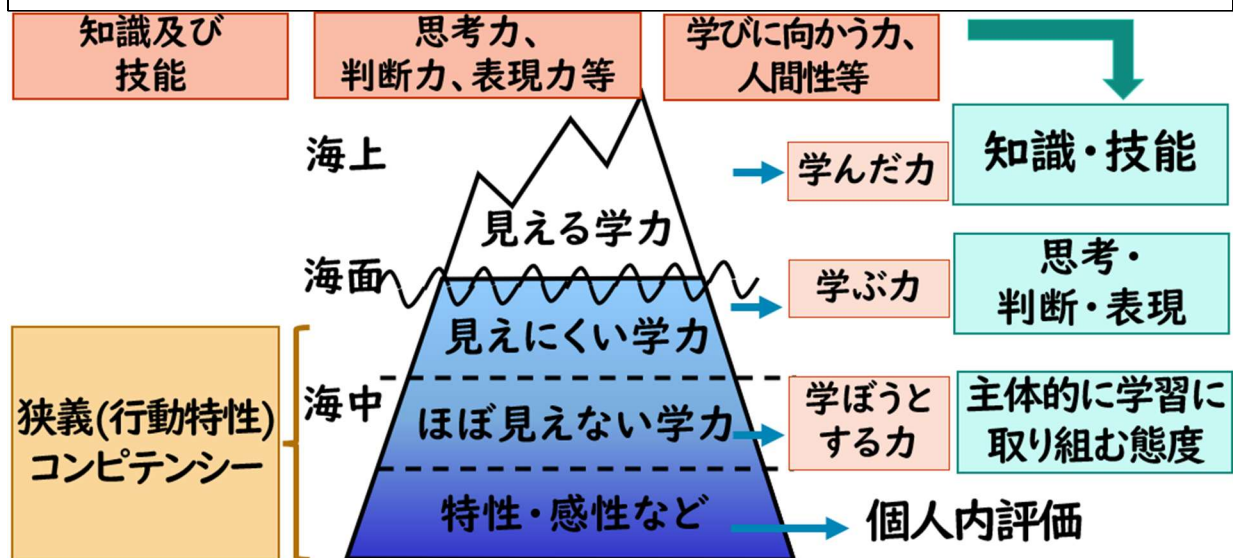 知識及び
技能
思考力、
判断力、表現力等
学びに向かう力、
人間性等
海上
見える学力
学んだ力
知識・技能
海面
学ぶ力
思考・
判断・表現
見えにくい学力
狭義(行動特性)
コンピテンシー
海中
ほぼ見えない学力
学ぼうと
する力
主体的に学習に
取り組む態度
特性・感性など
個人内評価